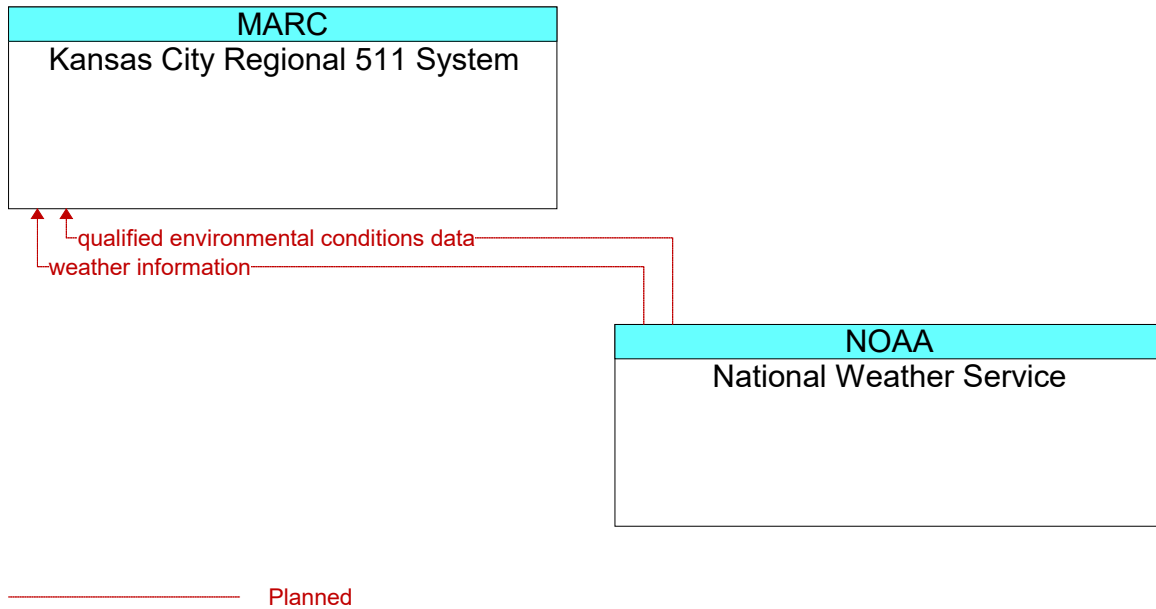 MARC
Kansas City Regional 511 System
qualified environmental conditions data
weather information
NOAA
National Weather Service
Planned